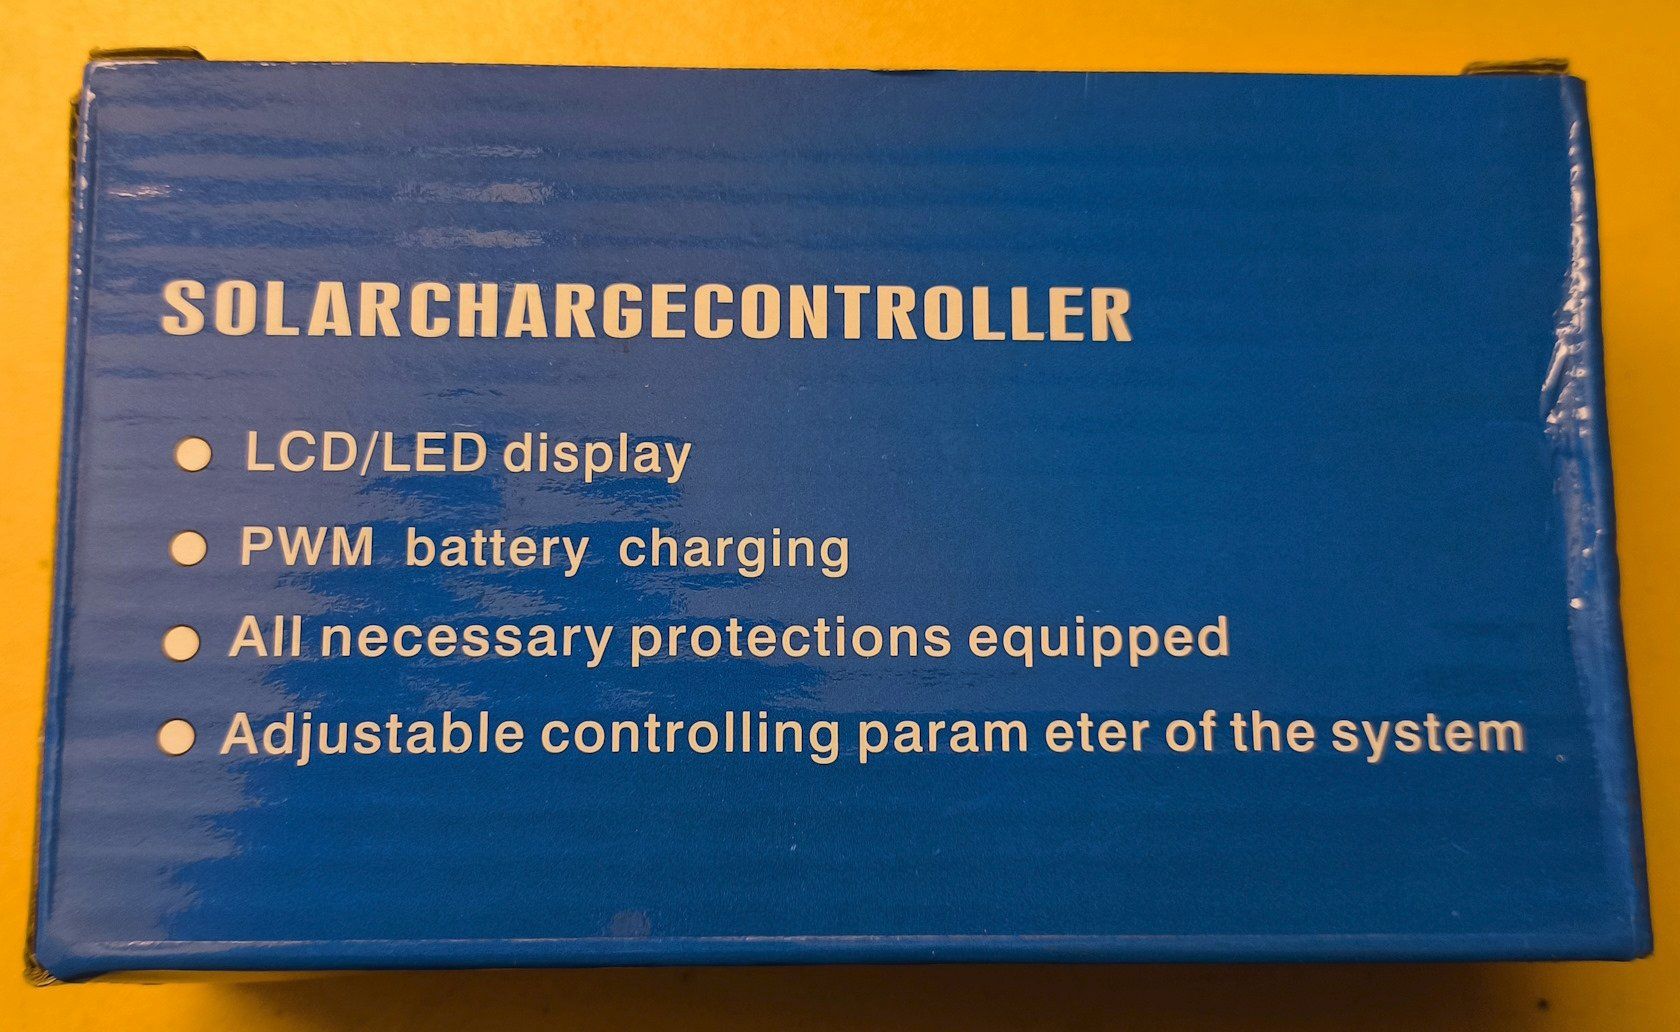 SOLARCHARGECONTROLLER
LCD/LED display
PWM battery charging
All necessary protections equipped
Adjustable controlling param eter of the system